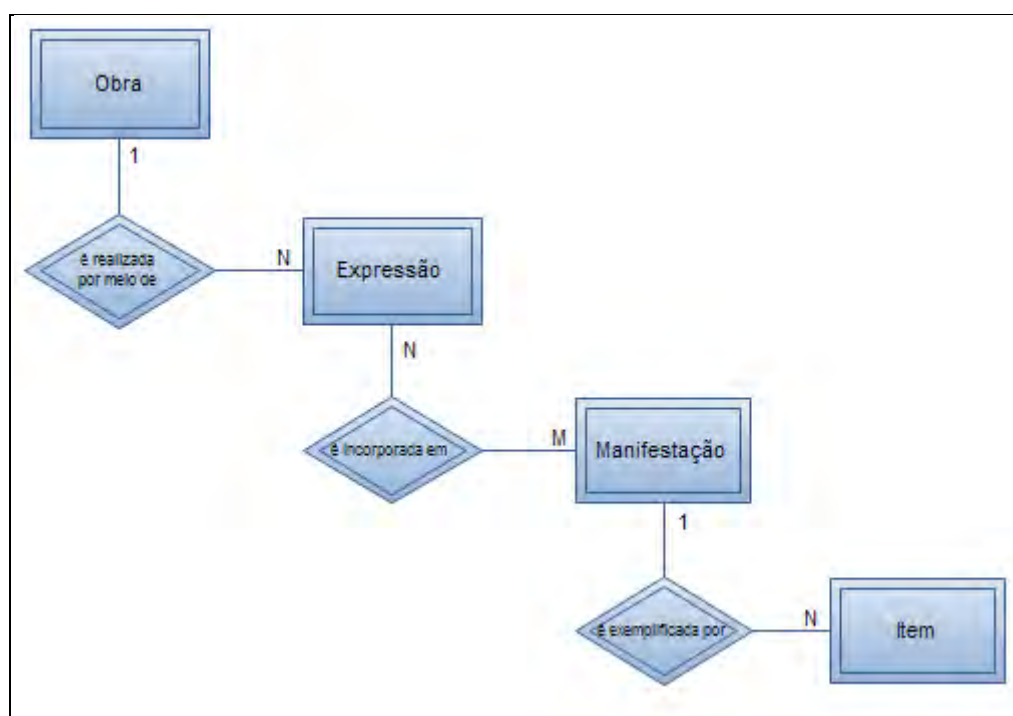 Obra
1
é realizada
por meio de
N
Expressão
N
é incorporada em
M
Manifestação
1
é exemplificada por
N
Item